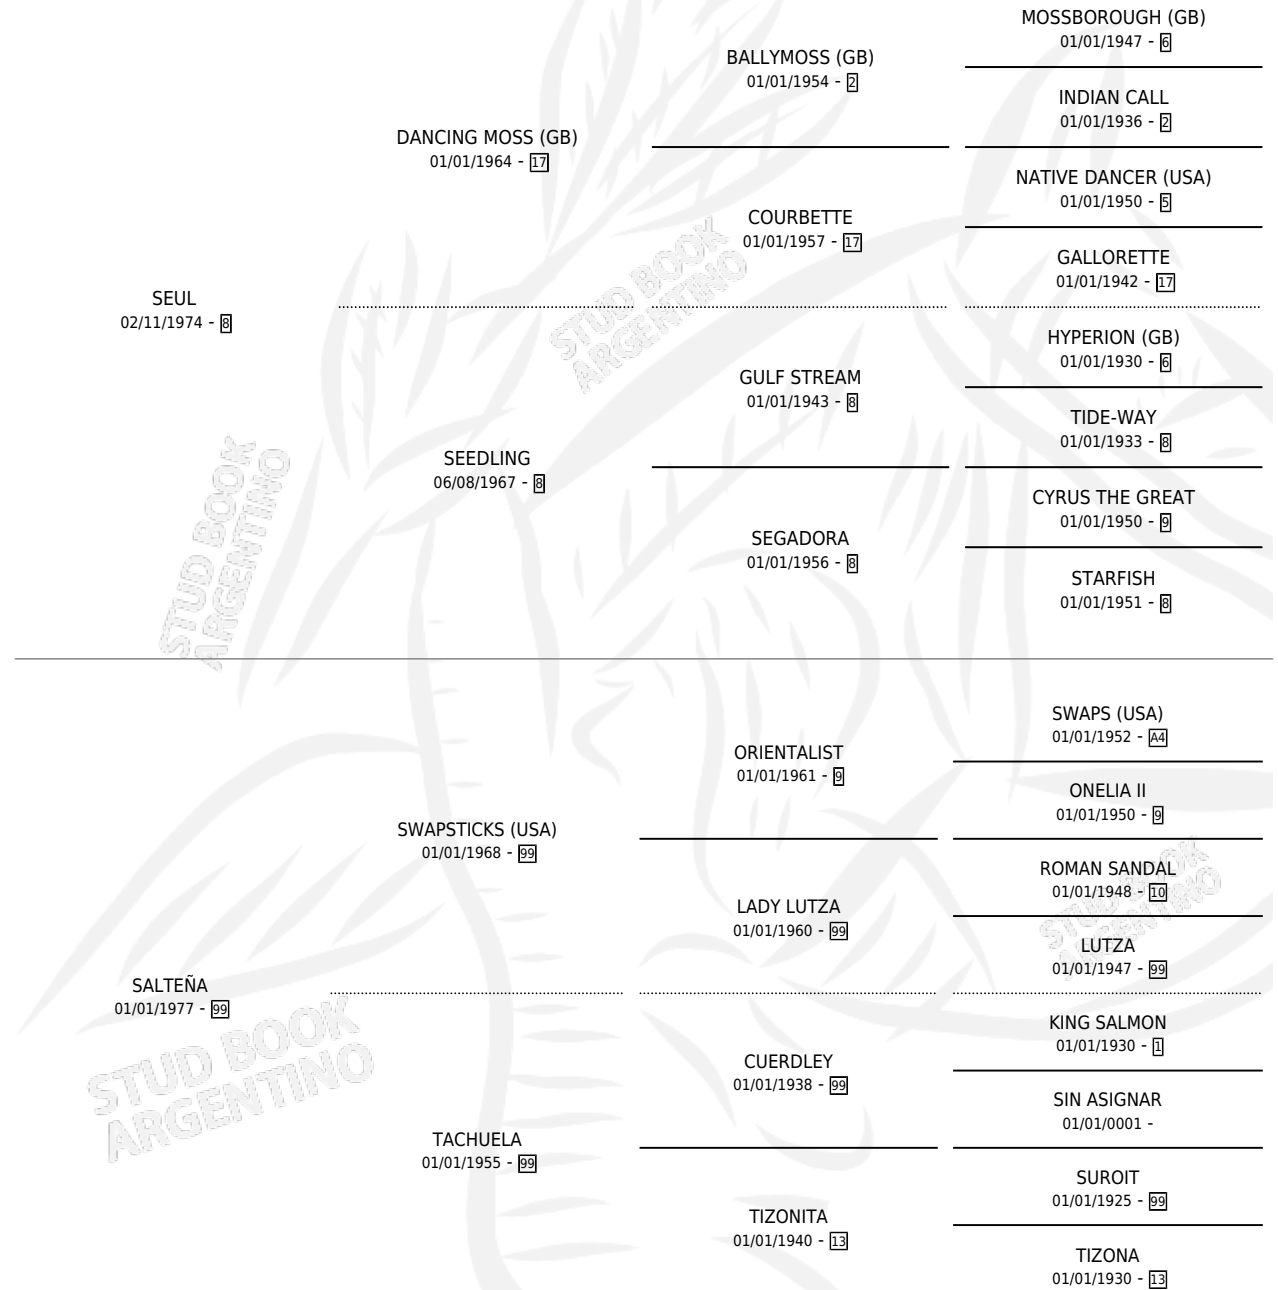 MOSSBOROUGH (GB)
01/01/1947 - 6
BALLYMOSS (GB)
01/01/1954 - 2
INDIAN CALL
01/01/1936 - 2
DANCING MOSS (GB)
01/01/1964 - 17
NATIVE DANCER (USA)
01/01/1950 - 5
COURBETTE
01/01/1957 - 17
GALLORETTE
01/01/1942 - 17
SEUL
02/11/1974 - 8
STUD BOOK
ARGENTINO
HYPERION (GB)
01/01/1930 - 6
GULF STREAM
01/01/1943 - 8
TIDE-WAY
01/01/1933 - 8
SEEDLING
06/08/1967 - 8
CYRUS THE GREAT
01/01/1950 - 9
SEGADORA
01/01/1956 - 8
STARFISH
01/01/1951 - 8
STUD BOOK
ARGENTINO
SWAPS (USA)
01/01/1952 - A4
ORIENTALIST
01/01/1961 - 9
ONELIA II
01/01/1950 - 9
SWAPSTICKS (USA)
01/01/1968 - 99
ROMAN SANDAL
01/01/1948 - 10
STUD BOOK
ARGENTINO
LADY LUTZA
01/01/1960 - 99
LUTZA
01/01/1947 - 99
SALTEÑA
01/01/1977 - 99
STUD BOOK
ARGENTINO
KING SALMON
01/01/1930 - 1
CUERDLEY
01/01/1938 - 99
SIN ASIGNAR
01/01/0001 -
TACHUELA
01/01/1955 - 99
SUROIT
01/01/1925 - 99
TIZONITA
01/01/1940 - 13
TIZONA
01/01/1930 - 13